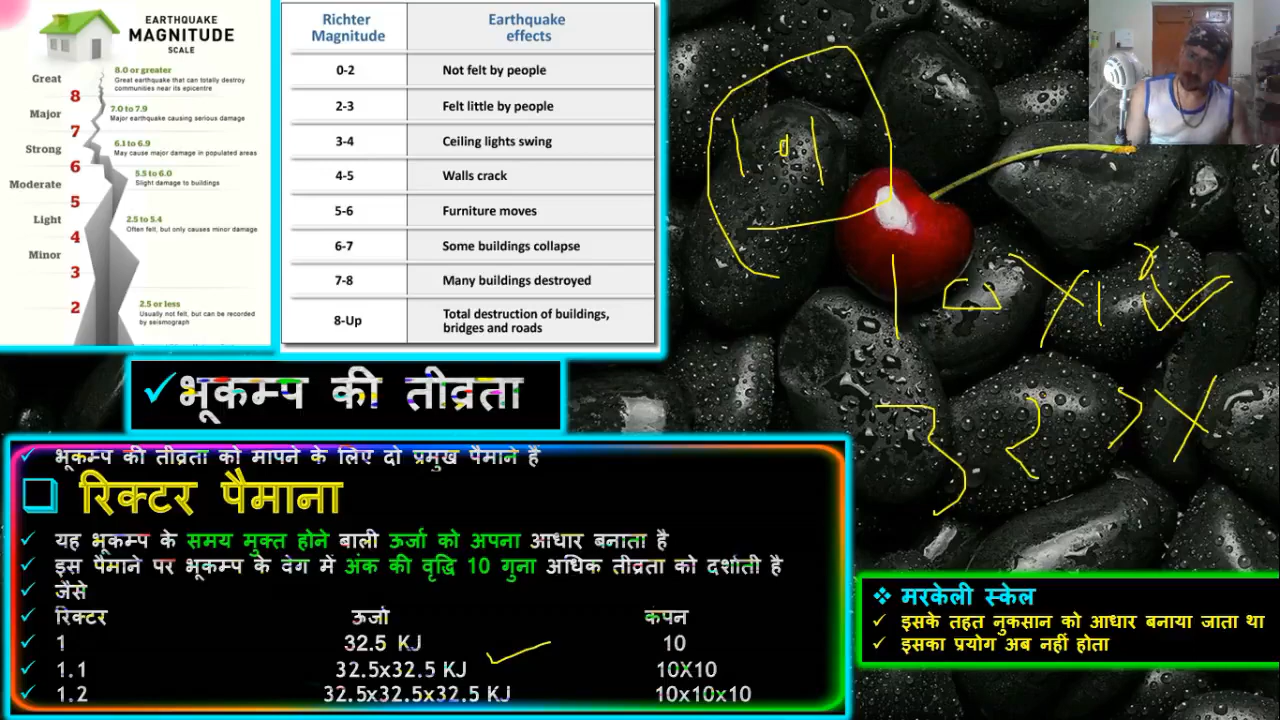 EARTHQUAKE
MAGNITUDE
SCALE
Great
8.0 or greater
Great earthquake that can totally destroy
communities near its epicentre
8
Major
7.0 to 7.9
Major earthquake causing serious damage
7
Strong
6.1 to 6.9
May cause major damage in populated areas
6
Moderate
5.5 to 6.0
Slight damage to buildings
5
Light
2.5 to 5.4
Often felt, but only causes minor damage
4
Minor
3
2.5 or less
Usually not felt, but can be recorded
by seismograph
2
Richter Magnitude Earthquake effects
0-2 Not felt by people
2-3 Felt little by people
3-4 Ceiling lights swing
4-5 Walls crack
5-6 Furniture moves
6-7 Some buildings collapse
7-8 Many buildings destroyed
8-Up Total destruction of buildings, bridges and roads
भूकम्प की तीव्रता
भूकम्प की तीव्रता को मापने के लिए दो प्रमुख पैमाने हैं
रिक्टर पैमाना
यह भूकम्प के समय मुक्त होने बाली ऊर्जा को अपना आधार बनाता है
इस पैमाने पर भूकम्प के वेग में अंक की वृद्धि 10 गुना अधिक तीव्रता को दर्शाती है
जैसे
रिक्टर ऊर्जा कंपन
1 32.5 KJ 10
1.1 32.5x32.5 KJ 10X10
1.2 32.5x32.5x32.5 KJ 10x10x10
मरकेली स्केल
इसके तहत नुकसान को आधार बनाया जाता था
इसका प्रयोग अब नहीं होता